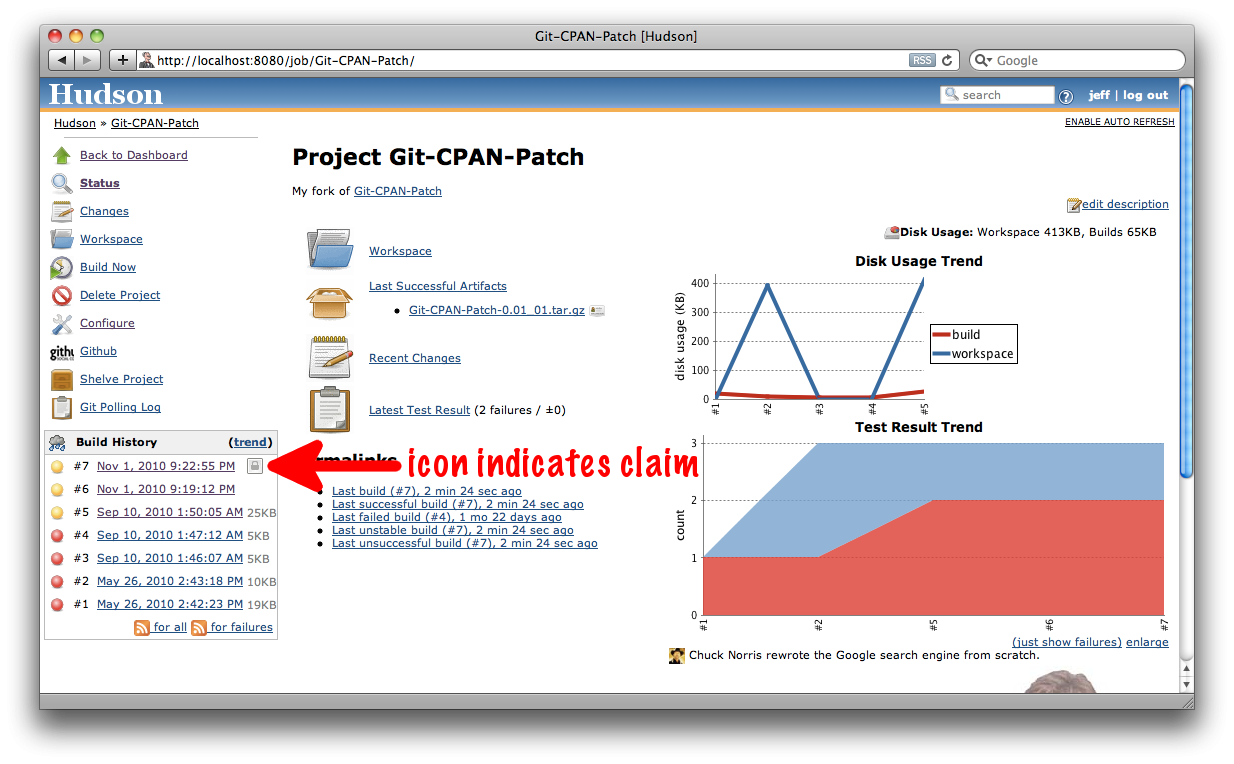 Git-CPAN-Patch [Hudson]
http://localhost:8080/job/Git-CPAN-Patch/
RSS
Google
Hudson
search
jeff | log out
Hudson » Git-CPAN-Patch
ENABLE AUTO REFRESH
Back to Dashboard
Status
Changes
Workspace
Build Now
Delete Project
Configure
Github
Shelve Project
Git Polling Log
Build History (trend)
#7 Nov 1, 2010 9:22:55 PM
#6 Nov 1, 2010 9:19:12 PM
#5 Sep 10, 2010 1:50:05 AM 25KB
#4 Sep 10, 2010 1:47:12 AM 5KB
#3 Sep 10, 2010 1:46:07 AM 5KB
#2 May 26, 2010 2:43:18 PM 10KB
#1 May 26, 2010 2:42:23 PM 19KB
for all for failures
Project Git-CPAN-Patch
My fork of Git-CPAN-Patch
Workspace
Last Successful Artifacts
Git-CPAN-Patch-0.01_01.tar.gz
Recent Changes
Latest Test Result (2 failures / ±0)
icon indicates claim
Last build (#7), 2 min 24 sec ago
Last successful build (#7), 2 min 24 sec ago
Last failed build (#4), 1 mo 22 days ago
Last unstable build (#7), 2 min 24 sec ago
Last unsuccessful build (#7), 2 min 24 sec ago
edit description
Disk Usage: Workspace 413KB, Builds 65KB
Disk Usage Trend
disk usage (KB)
400
300
200
100
0
#1 #2 #3 #4 #5
build
workspace
Test Result Trend
count
3
2
1
0
#1 #2 #5 #6 #7
(just show failures) enlarge
Chuck Norris rewrote the Google search engine from scratch.